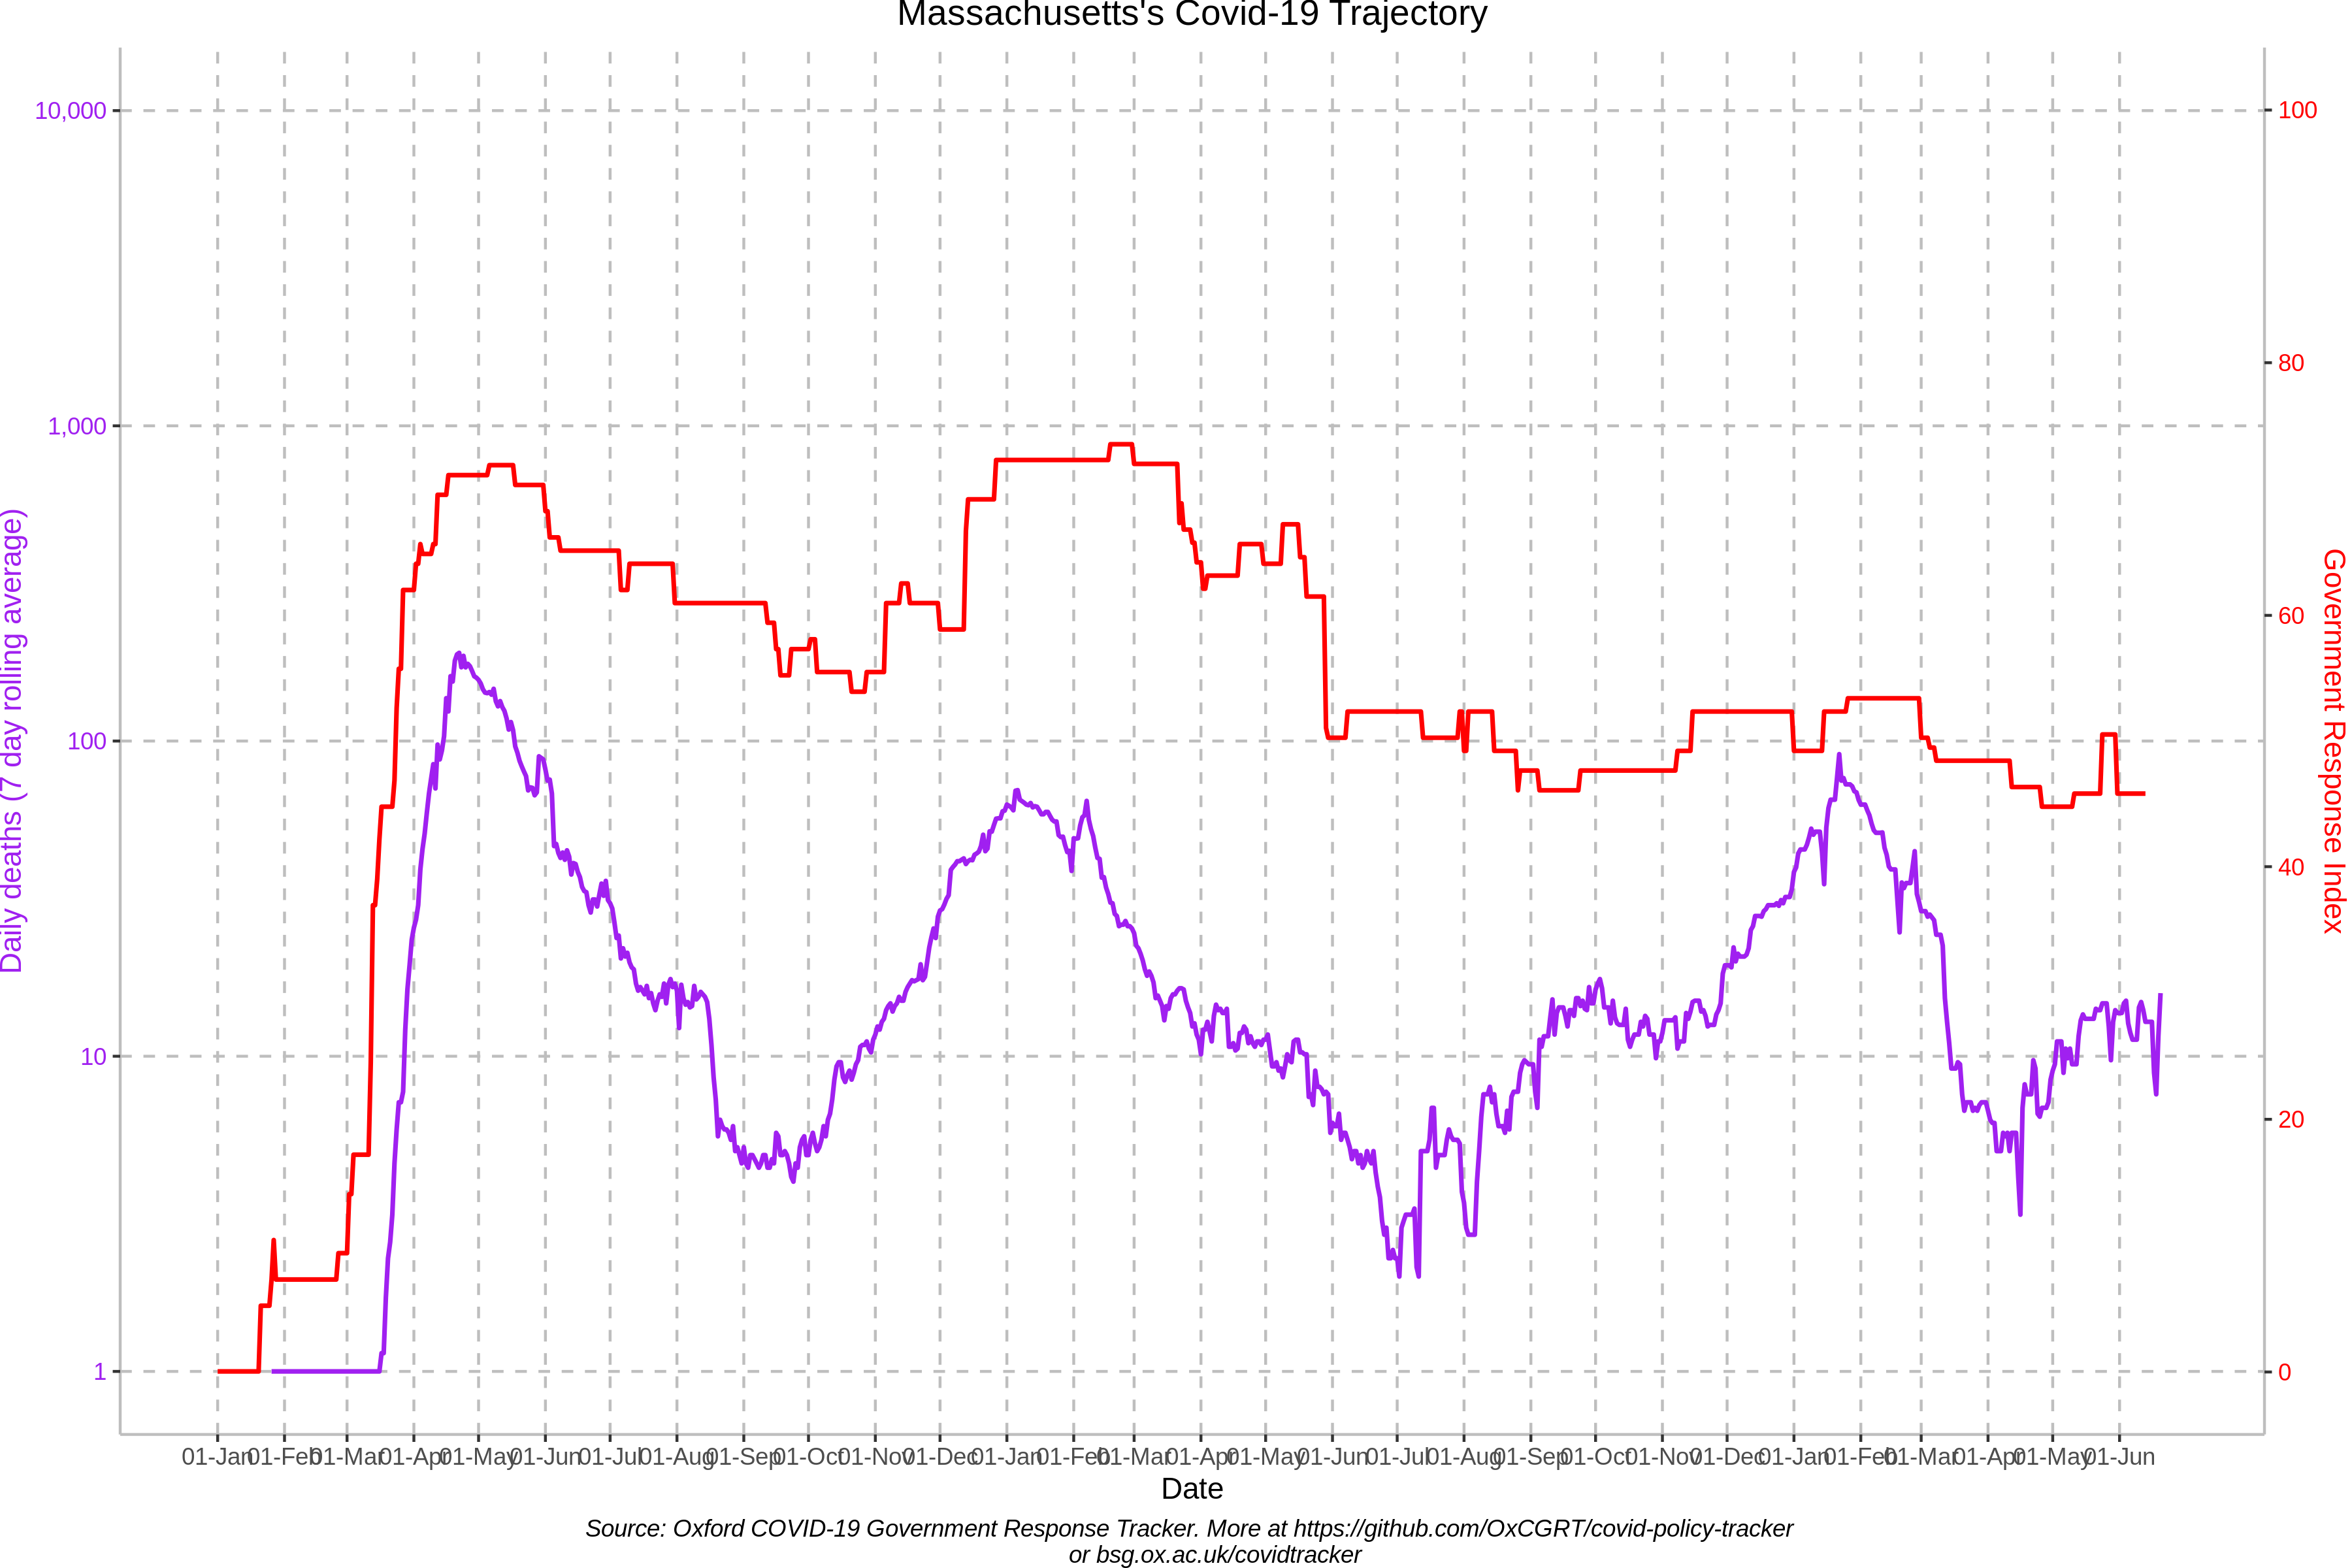 Massachusetts's Covid-19 Trajectory
Daily deaths (7 day rolling average)
10,000
1,000
100
10
1
100
80
60
40
20
0
Government Response Index
01-Jan 01-Feb 01-Mar 01-Apr 01-May 01-Jun 01-Jul 01-Aug 01-Sep 01-Oct 01-Nov 01-Dec 01-Jan 01-Feb 01-Mar 01-Apr 01-May 01-Jun 01-Jul 01-Aug 01-Sep 01-Oct 01-Nov 01-Dec 01-Jan 01-Feb 01-Mar 01-Apr 01-May 01-Jun
Date
Source: Oxford COVID-19 Government Response Tracker. More at https://github.com/OxCGRT/covid-policy-tracker
or bsg.ox.ac.uk/covidtracker